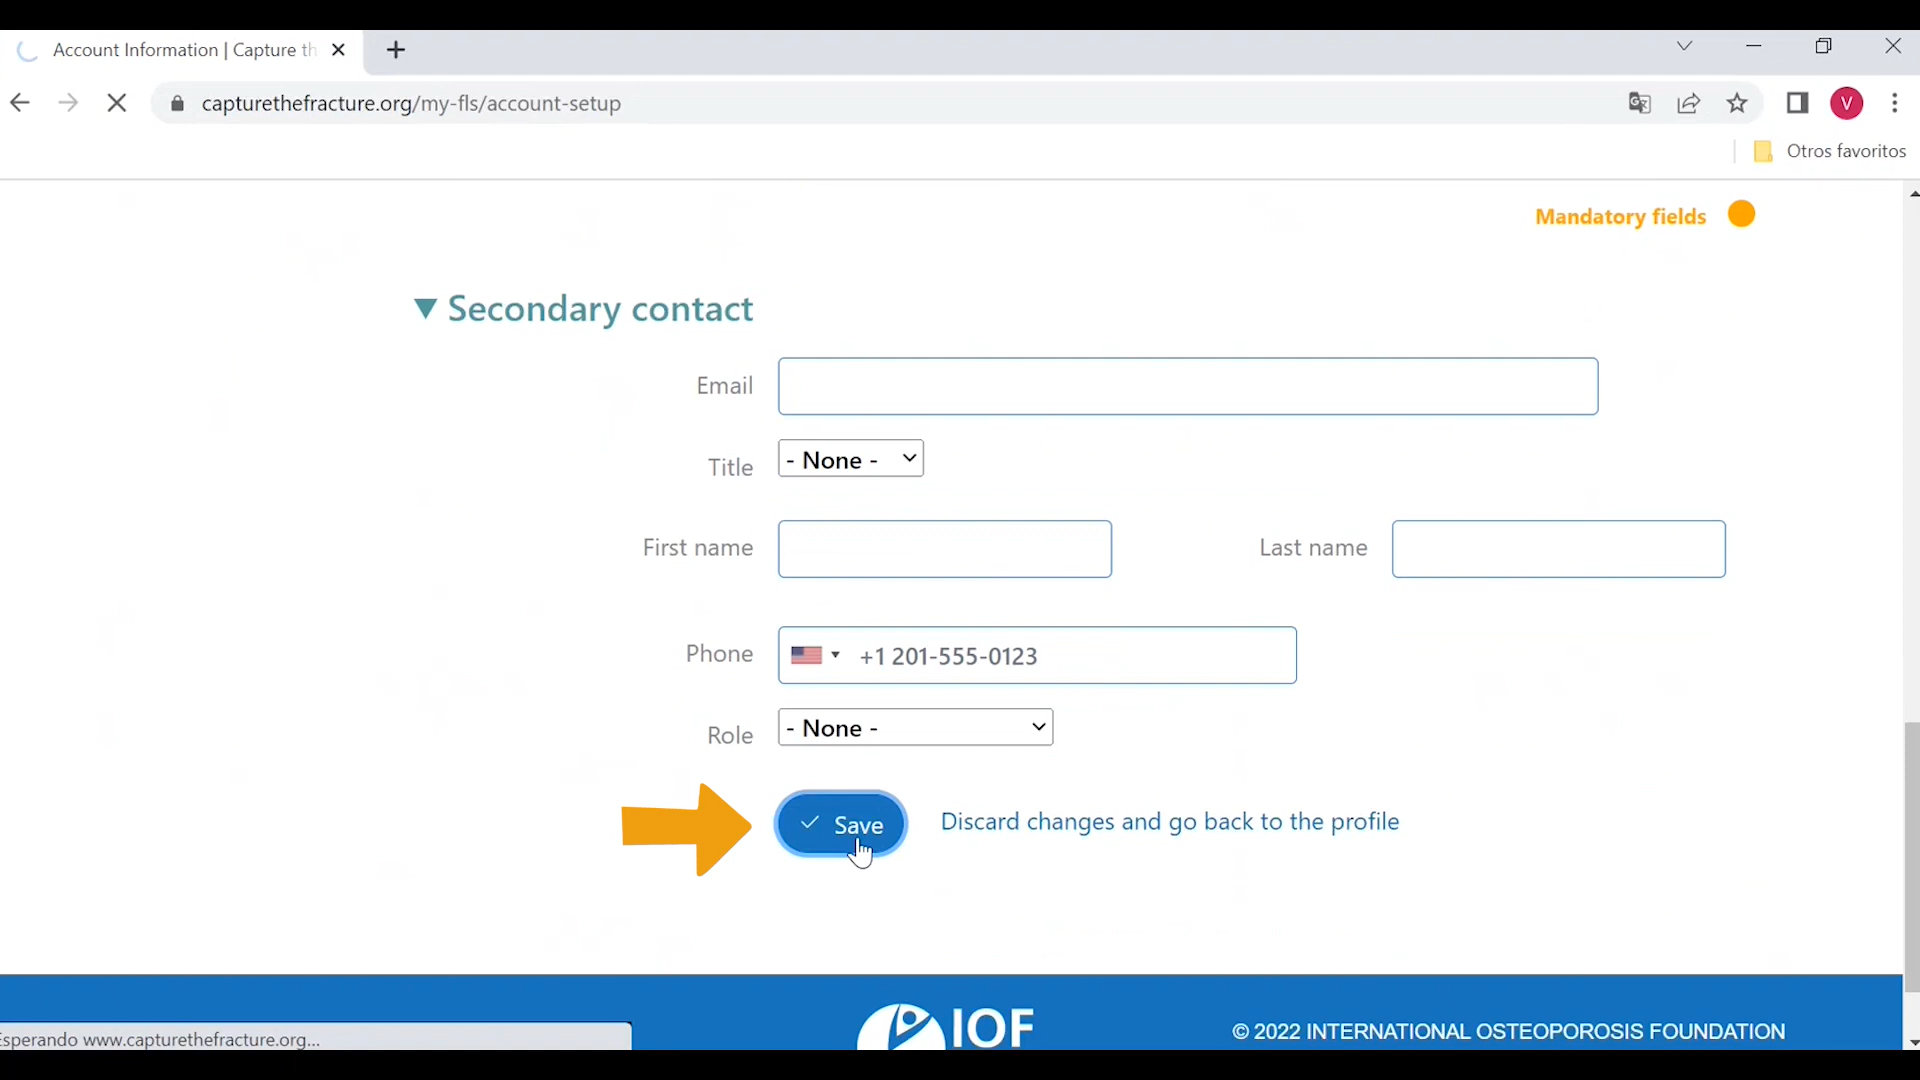 Account Information | Capture th
capturethefracture.org/my-fls/account-setup
V
Otros favoritos
Mandatory fields
Secondary contact
Email
Title - None -
First name Last name
Phone +1 201-555-0123
Role - None -
Save Discard changes and go back to the profile
IOF © 2022 INTERNATIONAL OSTEOPOROSIS FOUNDATION
Esperando www.capturethefracture.org...